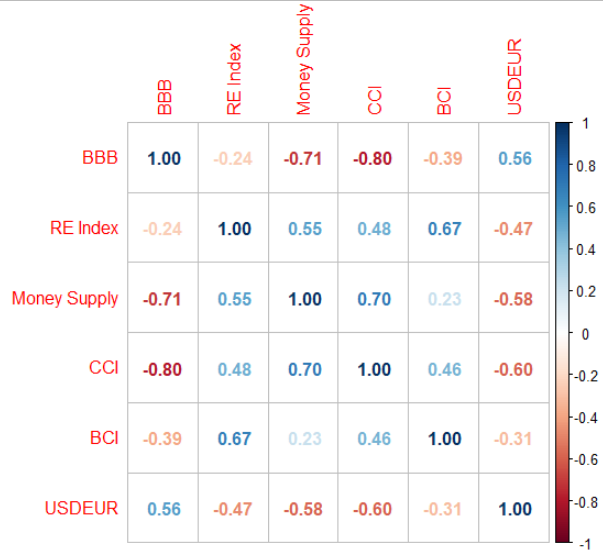 BBB RE Index Money Supply CCI BCI USDEUR
BBB 1.00 -0.24 -0.71 -0.80 -0.39 0.56
RE Index -0.24 1.00 0.55 0.48 0.67 -0.47
Money Supply -0.71 0.55 1.00 0.70 0.23 -0.58
CCI -0.80 0.48 0.70 1.00 0.46 -0.60
BCI -0.39 0.67 0.23 0.46 1.00 -0.31
USDEUR 0.56 -0.47 -0.58 -0.60 -0.31 1.00
1
0.8
0.6
0.4
0.2
0
-0.2
-0.4
-0.6
-0.8
-1